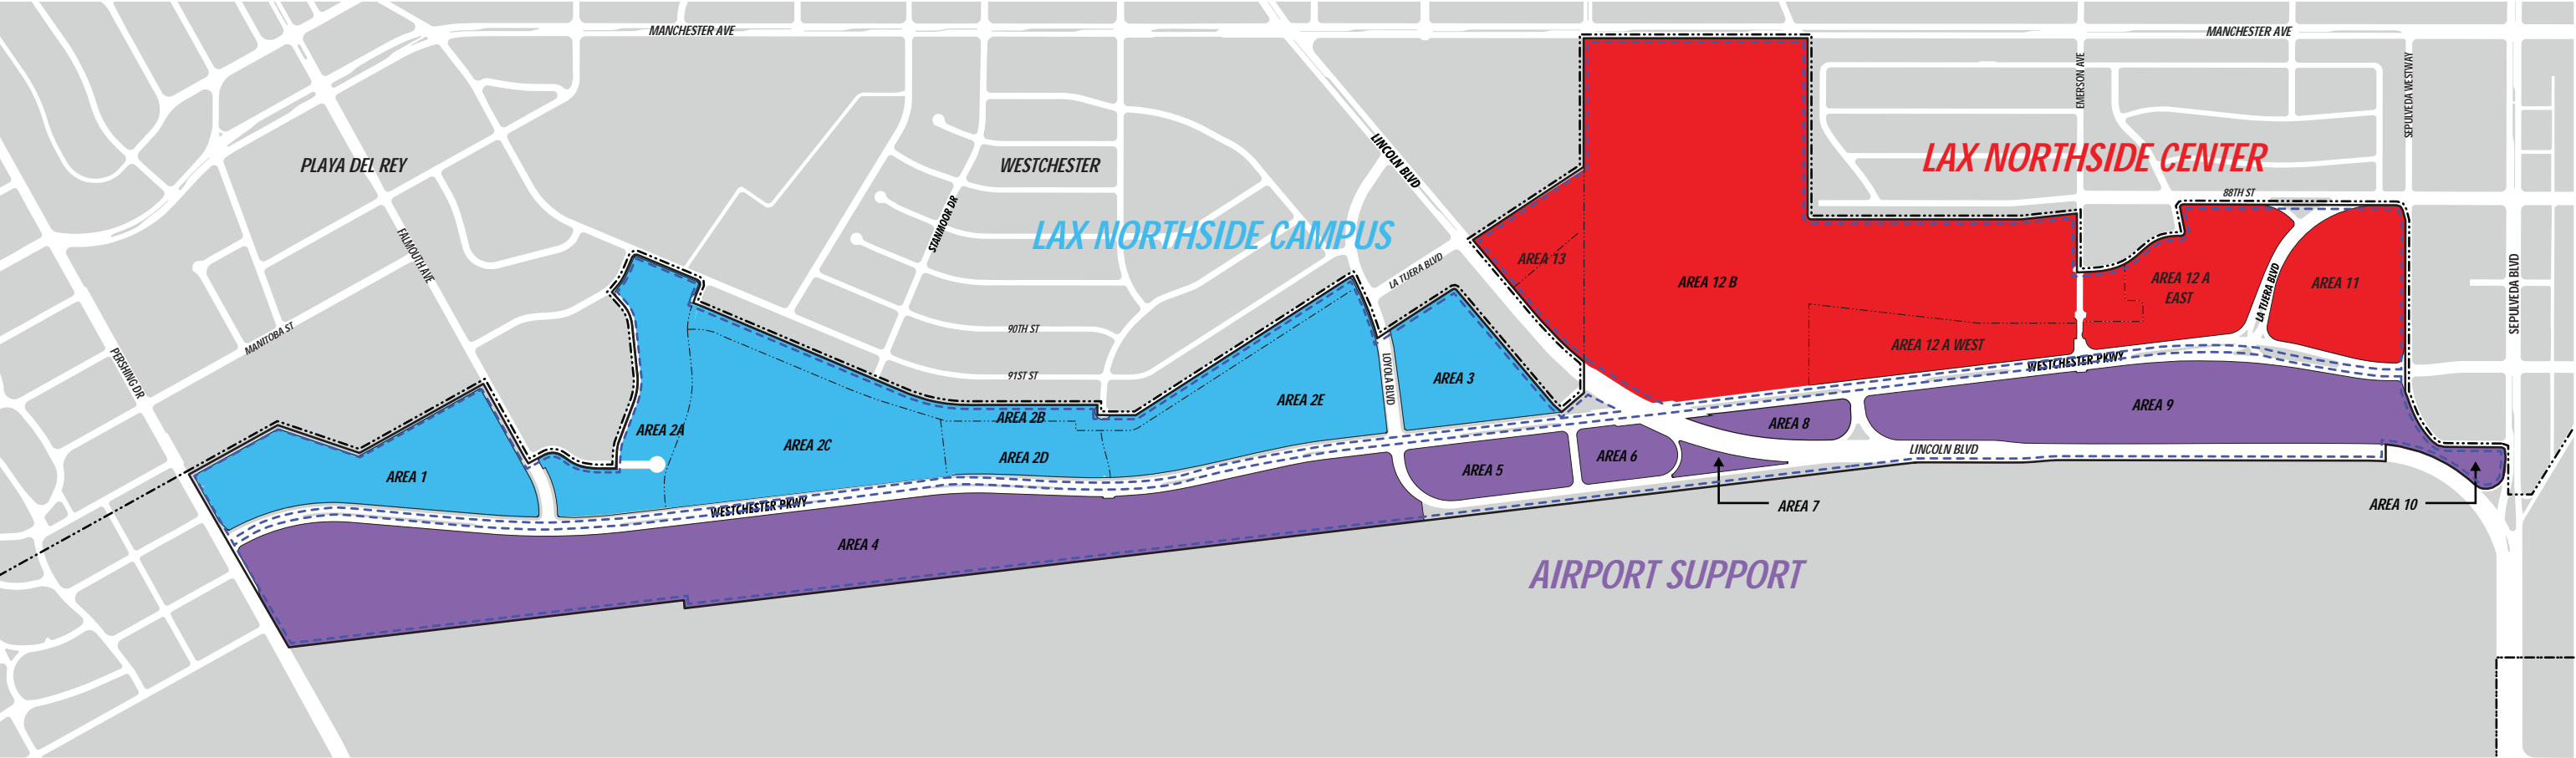 MANCHESTER AVE
MANCHESTER AVE
EMERSON AVE
SEPULVEDA WESTWAY
PLAYA DEL REY
WESTCHESTER
LINCOLN BLVD
LAX NORTHSIDE CENTER
88TH ST
STANMOOR DR
LAX NORTHSIDE CAMPUS
FALMOUTH AVE
LA TIJERA BLVD
AREA 13
AREA 12 B
AREA 12 A
EAST
LA TIJERA BLVD
AREA 11
SEPULVEDA BLVD
MANITOBA ST
PERSHING DR
90TH ST
91ST ST
LOYOLA BLVD
AREA 3
AREA 12 A WEST
WESTCHESTER PKWY
AREA 2E
AREA 2B
AREA 2A
AREA 2C
AREA 2D
AREA 9
AREA 8
LINCOLN BLVD
AREA 1
AREA 5
AREA 6
AREA 7
AREA 10
WESTCHESTER PKWY
AREA 4
AIRPORT SUPPORT